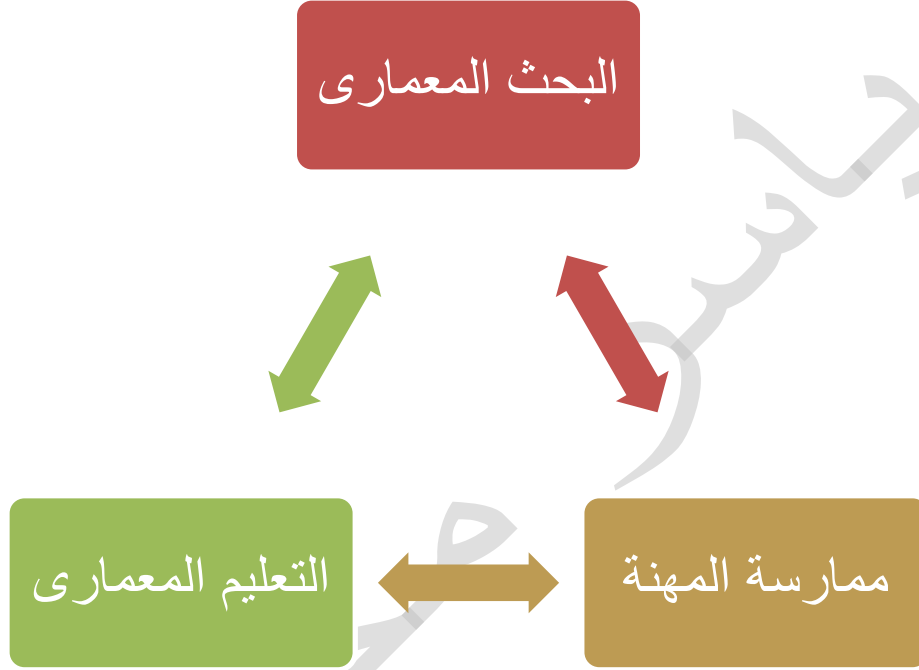 البحث المعمارى
ممارسة المهنة
التعليم المعمارى